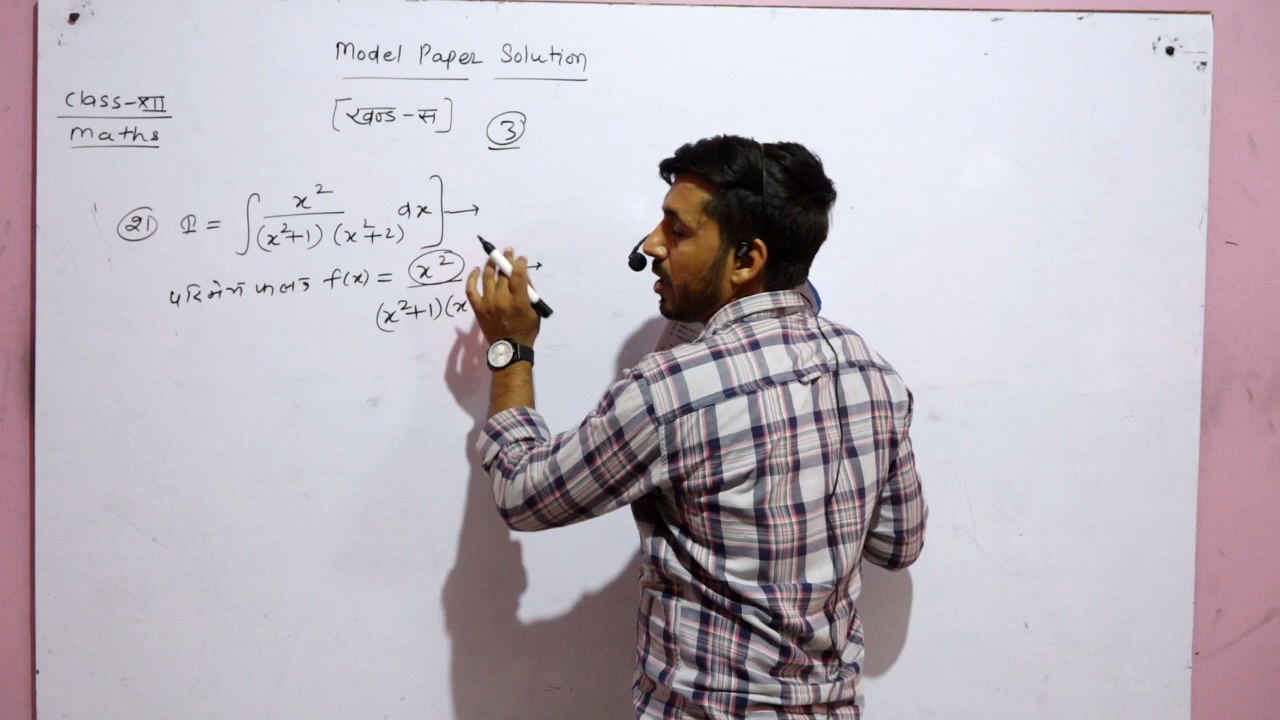 Model Paper Solution
Class-XII
Maths
[खण्ड-स]
3
21 I = ∫ x² / (x²+1) (x²+2) dx ] →
परिमेय फलन f(x) = x² / (x²+1)(x →